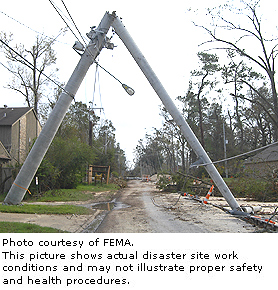 Photo courtesy of FEMA.
This picture shows actual disaster site work
conditions and may not illustrate proper safety
and health procedures.